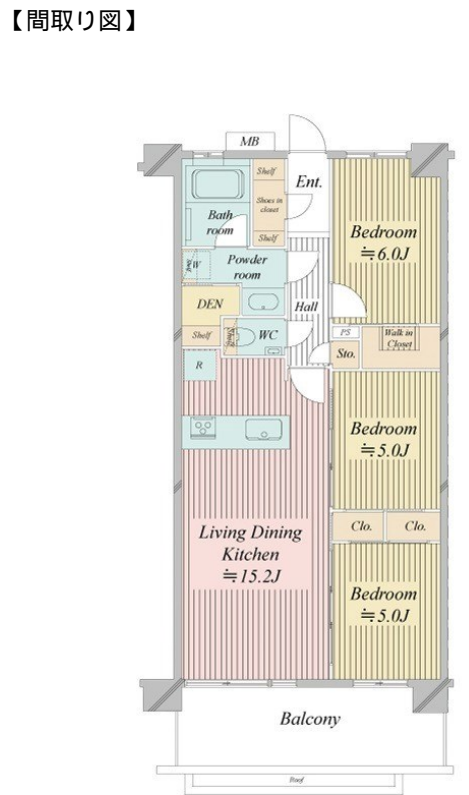 【間取り図】
MB
Shelf
Ent.
Shoes in
closet
Bath
room
Shelf
Bedroom
≒6.0J
Powder
room
W
DEN
Hall
Shelf
Shelf
WC
PS
Walk in
Closet
Sto.
R
Bedroom
≒5.0J
Living Dining
Kitchen
≒15.2J
Clo.
Clo.
Bedroom
≒5.0J
Balcony
Roof